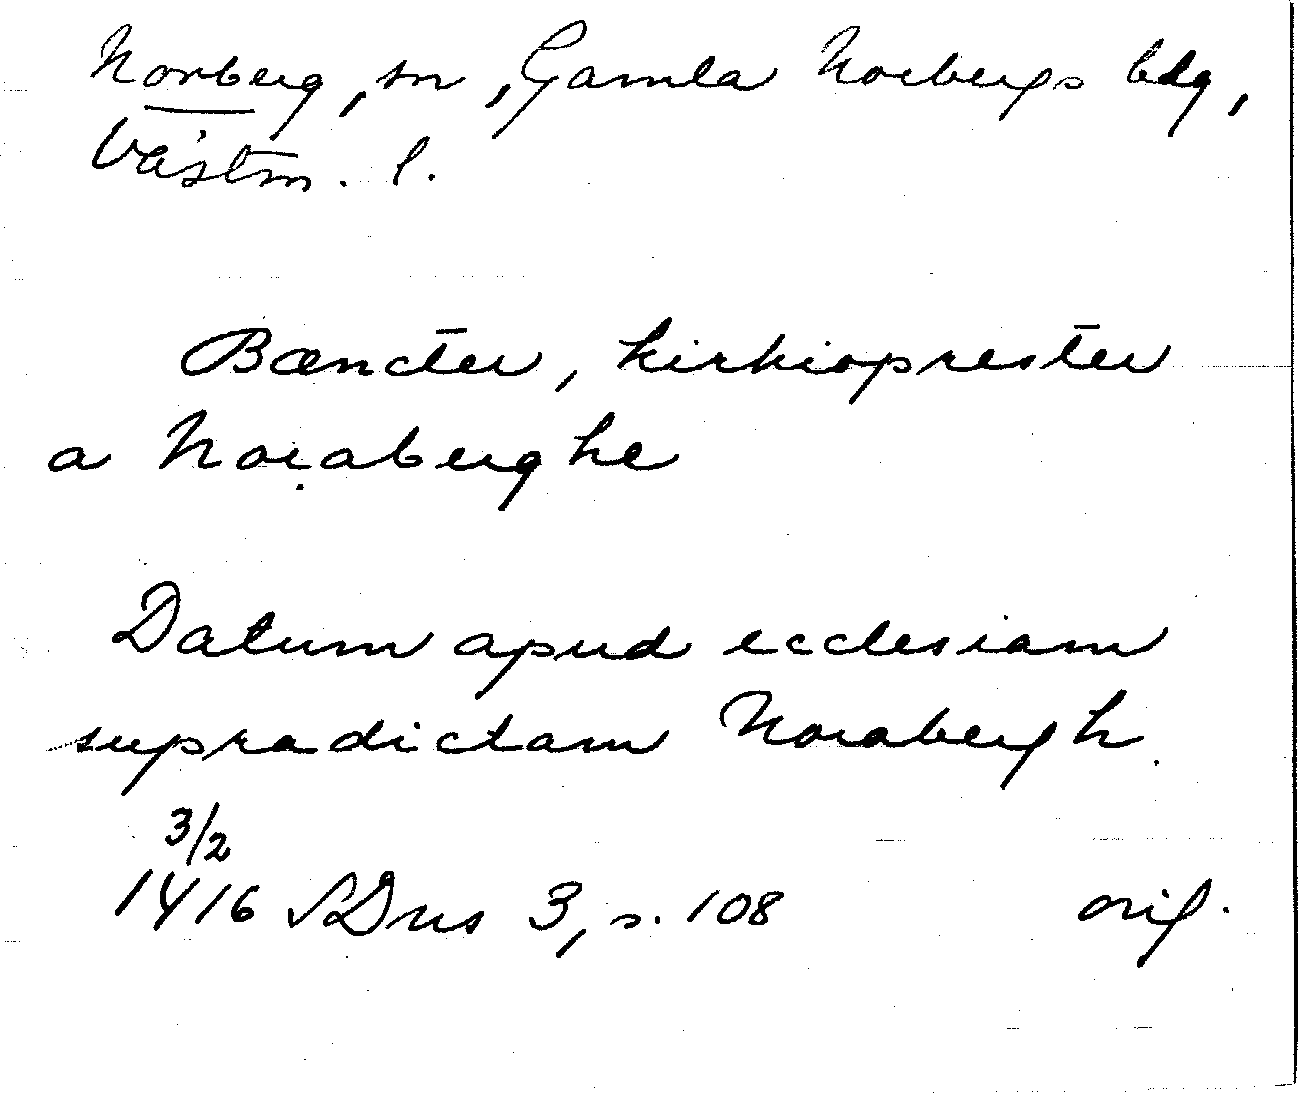 Norberg, sn, Gamla Norbergs bdg,
Västm. l.
Bæncter, kirkioprester
a Noraberghe
Datum apud ecclesiam
supradictam Norabergh.
3/2
1416 SDns 3, s. 108 orig.